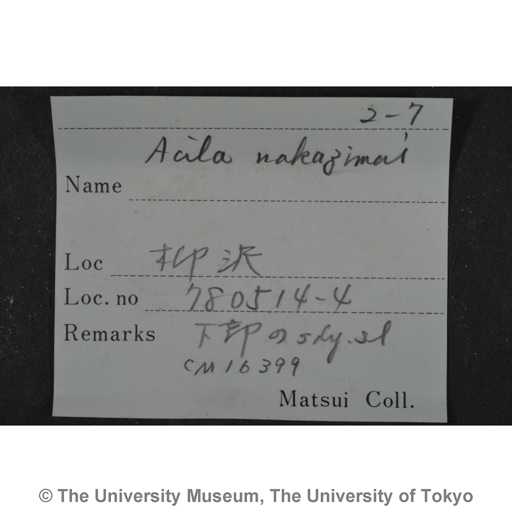 2-7
Acila nakazimai
Name
Loc 柳沢
Loc. no 780514-4
Remarks 下部のsdy. sl
CM16399
Matsui Coll.
© The University Museum, The University of Tokyo